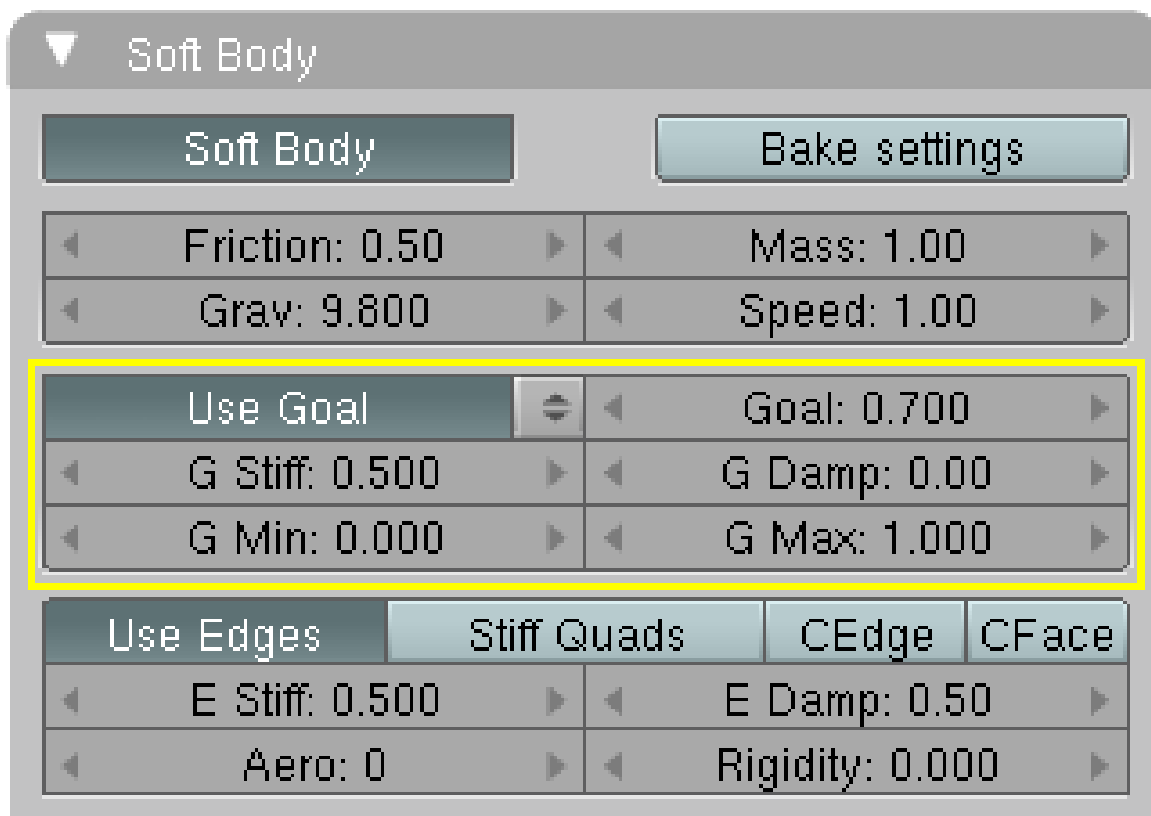 Soft Body
Soft Body Bake settings
Friction: 0.50 Mass: 1.00
Grav: 9.800 Speed: 1.00
Use Goal Goal: 0.700
G Stiff: 0.500 G Damp: 0.00
G Min: 0.000 G Max: 1.000
Use Edges Stiff Quads CEdge CFace
E Stiff: 0.500 E Damp: 0.50
Aero: 0 Rigidity: 0.000